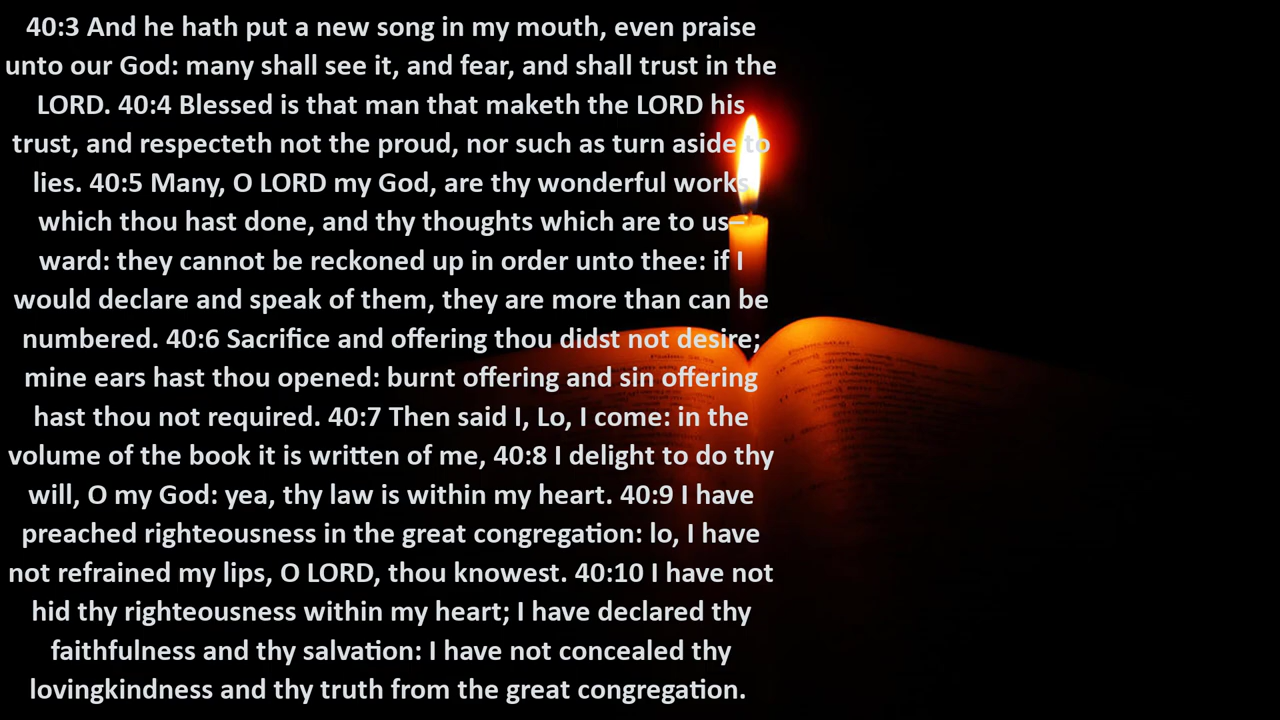 40:3 And he hath put a new song in my mouth, even praise
unto our God: many shall see it, and fear, and shall trust in the
LORD. 40:4 Blessed is that man that maketh the LORD his
trust, and respecteth not the proud, nor such as turn aside to
lies. 40:5 Many, O LORD my God, are thy wonderful works
which thou hast done, and thy thoughts which are to us–
ward: they cannot be reckoned up in order unto thee: if I
would declare and speak of them, they are more than can be
numbered. 40:6 Sacrifice and offering thou didst not desire;
mine ears hast thou opened: burnt offering and sin offering
hast thou not required. 40:7 Then said I, Lo, I come: in the
volume of the book it is written of me, 40:8 I delight to do thy
will, O my God: yea, thy law is within my heart. 40:9 I have
preached righteousness in the great congregation: lo, I have
not refrained my lips, O LORD, thou knowest. 40:10 I have not
hid thy righteousness within my heart; I have declared thy
faithfulness and thy salvation: I have not concealed thy
lovingkindness and thy truth from the great congregation.